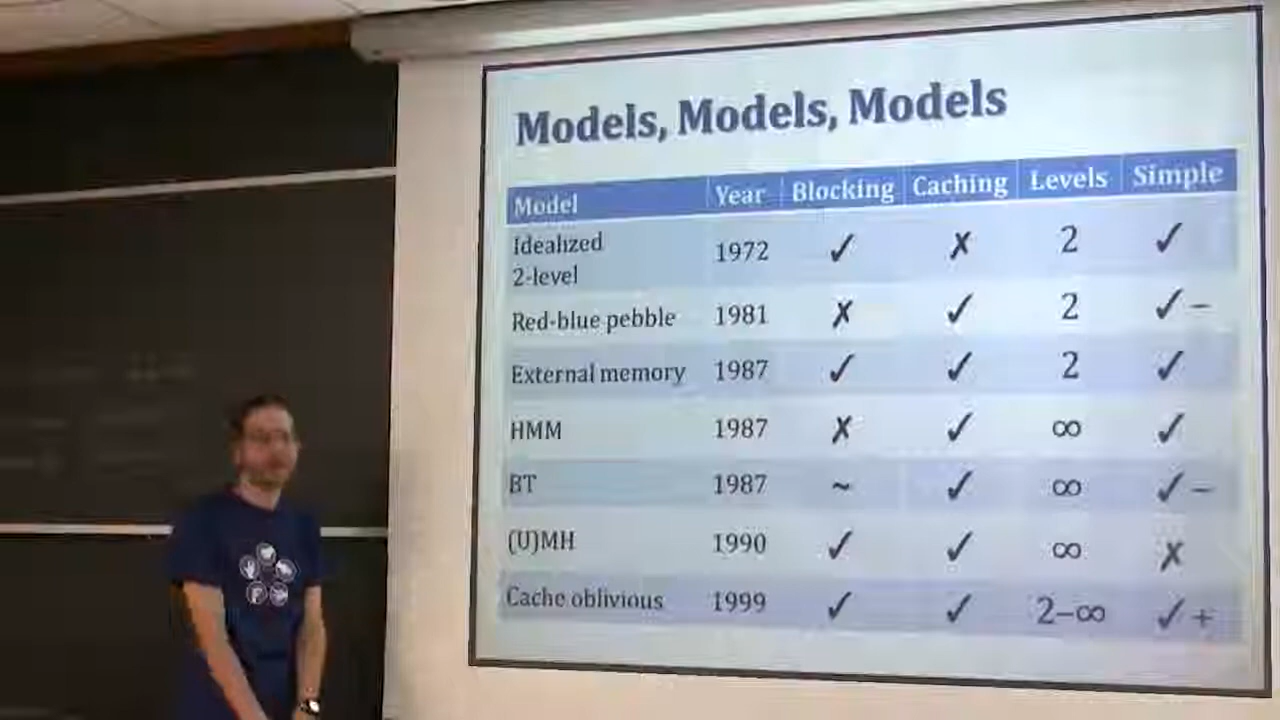 Models, Models, Models
Model Year Blocking Caching Levels Simple
Idealized
2-level 1972 ✓ ✗ 2 ✓
Red-blue pebble 1981 ✗ ✓ 2 ✓ –
External memory 1987 ✓ ✓ 2 ✓
HMM 1987 ✗ ✓ ∞ ✓
BT 1987 ~ ✓ ∞ ✓ –
(U)MH 1990 ✓ ✓ ∞ ✗
Cache oblivious 1999 ✓ ✓ 2–∞ ✓ +